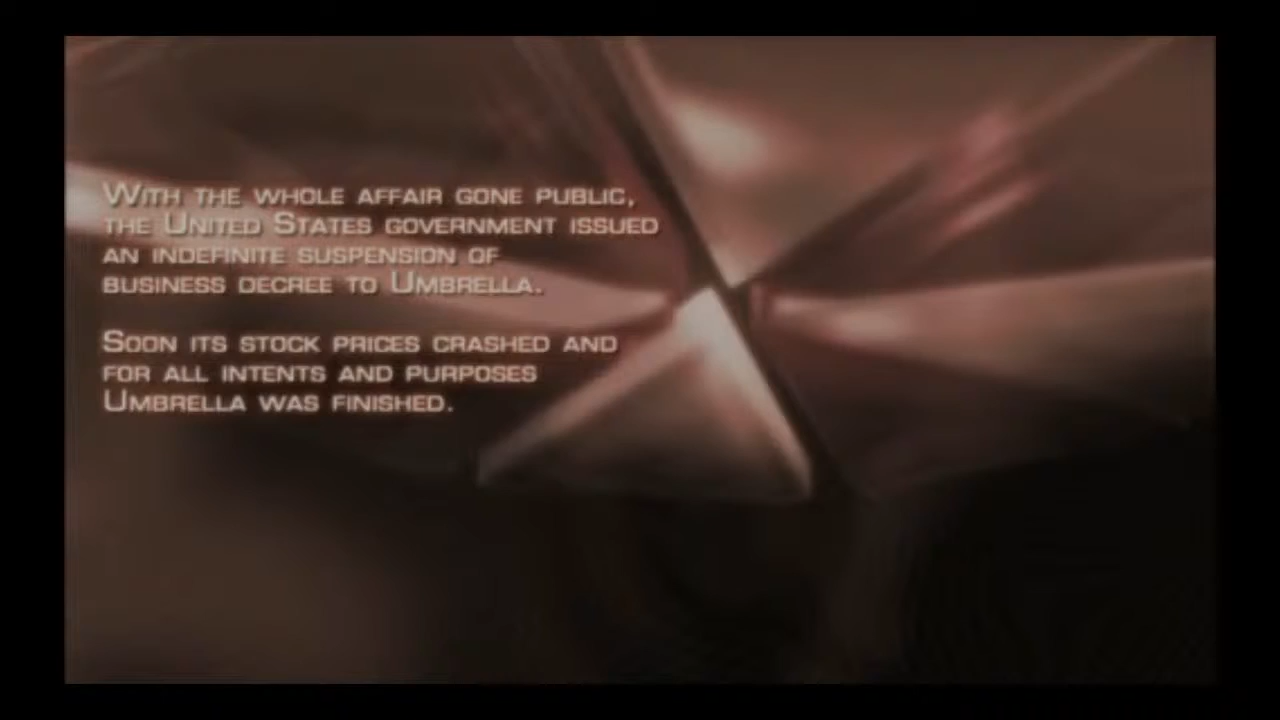 With the whole affair gone public,
the United States government issued
an indefinite suspension of
business decree to Umbrella.
Soon its stock prices crashed and
for all intents and purposes
Umbrella was finished.